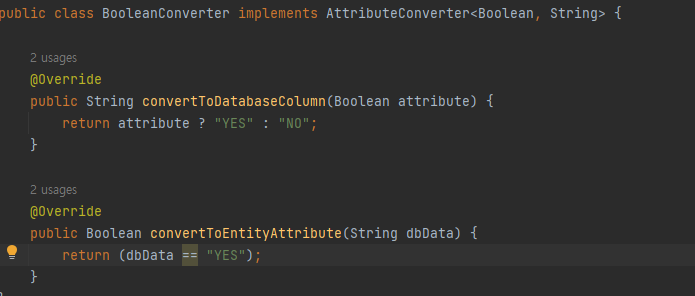 public class BooleanConverter implements AttributeConverter<Boolean, String> {
2 usages
@Override
public String convertToDatabaseColumn(Boolean attribute) {
return attribute ? "YES" : "NO";
}
2 usages
@Override
public Boolean convertToEntityAttribute(String dbData) {
return (dbData == "YES");
}